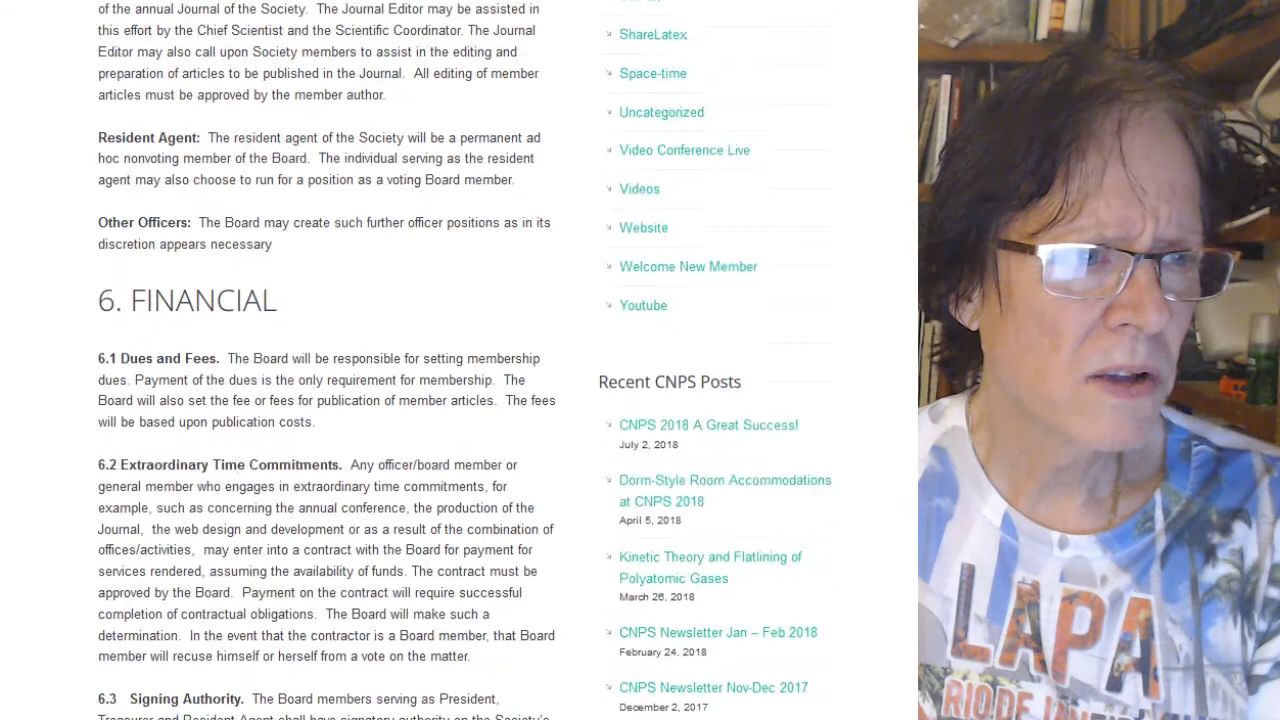 of the annual Journal of the Society.  The Journal Editor may be assisted in
this effort by the Chief Scientist and the Scientific Coordinator. The Journal
Editor may also call upon Society members to assist in the editing and
preparation of articles to be published in the Journal.  All editing of member
articles must be approved by the member author.
Resident Agent:  The resident agent of the Society will be a permanent ad
hoc nonvoting member of the Board.  The individual serving as the resident
agent may also choose to run for a position as a voting Board member.
Other Officers:  The Board may create such further officer positions as in its
discretion appears necessary
6. FINANCIAL
6.1 Dues and Fees.  The Board will be responsible for setting membership
dues. Payment of the dues is the only requirement for membership.  The
Board will also set the fee or fees for publication of member articles.  The fees
will be based upon publication costs.
6.2 Extraordinary Time Commitments.  Any officer/board member or
general member who engages in extraordinary time commitments, for
example, such as concerning the annual conference, the production of the
Journal,  the web design and development or as a result of the combination of
offices/activities,  may enter into a contract with the Board for payment for
services rendered, assuming the availability of funds. The contract must be
approved by the Board.  Payment on the contract will require successful
completion of contractual obligations.  The Board will make such a
determination.  In the event that the contractor is a Board member, that Board
member will recuse himself or herself from a vote on the matter.
6.3   Signing Authority.  The Board members serving as President,
Treasurer and Resident Agent shall have signatory authority on the Society's
ShareLatex
Space-time
Uncategorized
Video Conference Live
Videos
Website
Welcome New Member
Youtube
Recent CNPS Posts
CNPS 2018 A Great Success!
July 2, 2018
Dorm-Style Room Accommodations
at CNPS 2018
April 5, 2018
Kinetic Theory and Flatlining of
Polyatomic Gases
March 26, 2018
CNPS Newsletter Jan – Feb 2018
February 24, 2018
CNPS Newsletter Nov-Dec 2017
December 2, 2017
LAPA
RIO DE JANEIRO